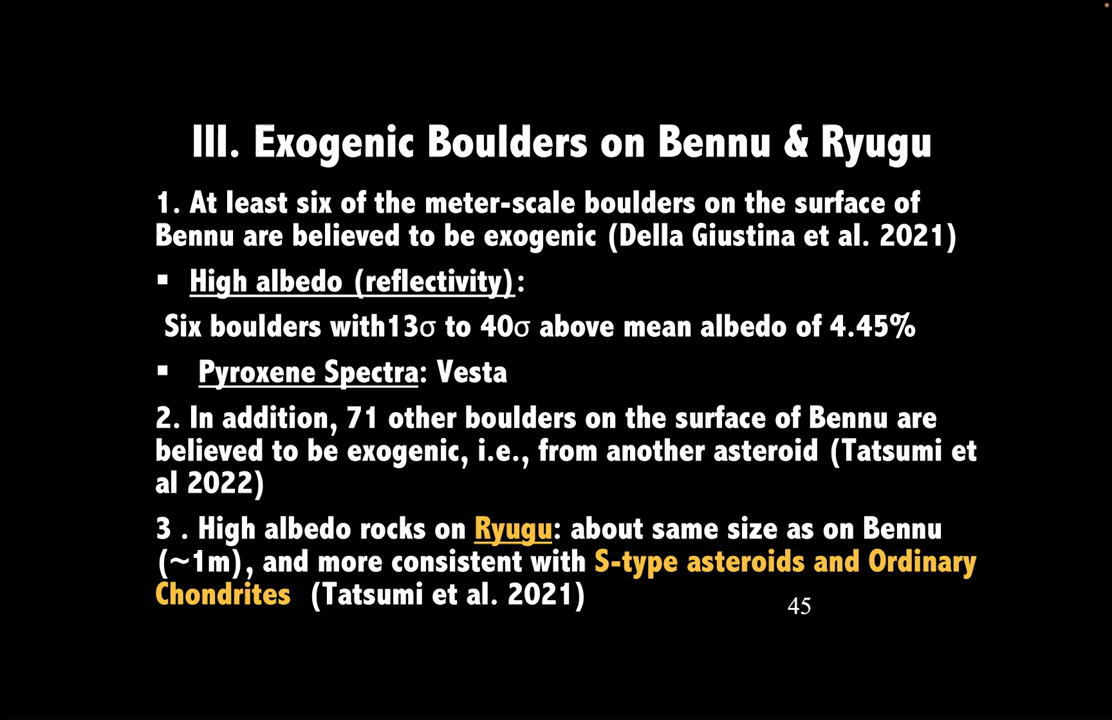 III. Exogenic Boulders on Bennu & Ryugu
1. At least six of the meter-scale boulders on the surface of
Bennu are believed to be exogenic (Della Giustina et al. 2021)
▪ High albedo (reflectivity):
Six boulders with13σ to 40σ above mean albedo of 4.45%
▪ Pyroxene Spectra: Vesta
2. In addition, 71 other boulders on the surface of Bennu are
believed to be exogenic, i.e., from another asteroid (Tatsumi et
al 2022)
3 . High albedo rocks on Ryugu: about same size as on Bennu
(~1m), and more consistent with S-type asteroids and Ordinary
Chondrites (Tatsumi et al. 2021)
45